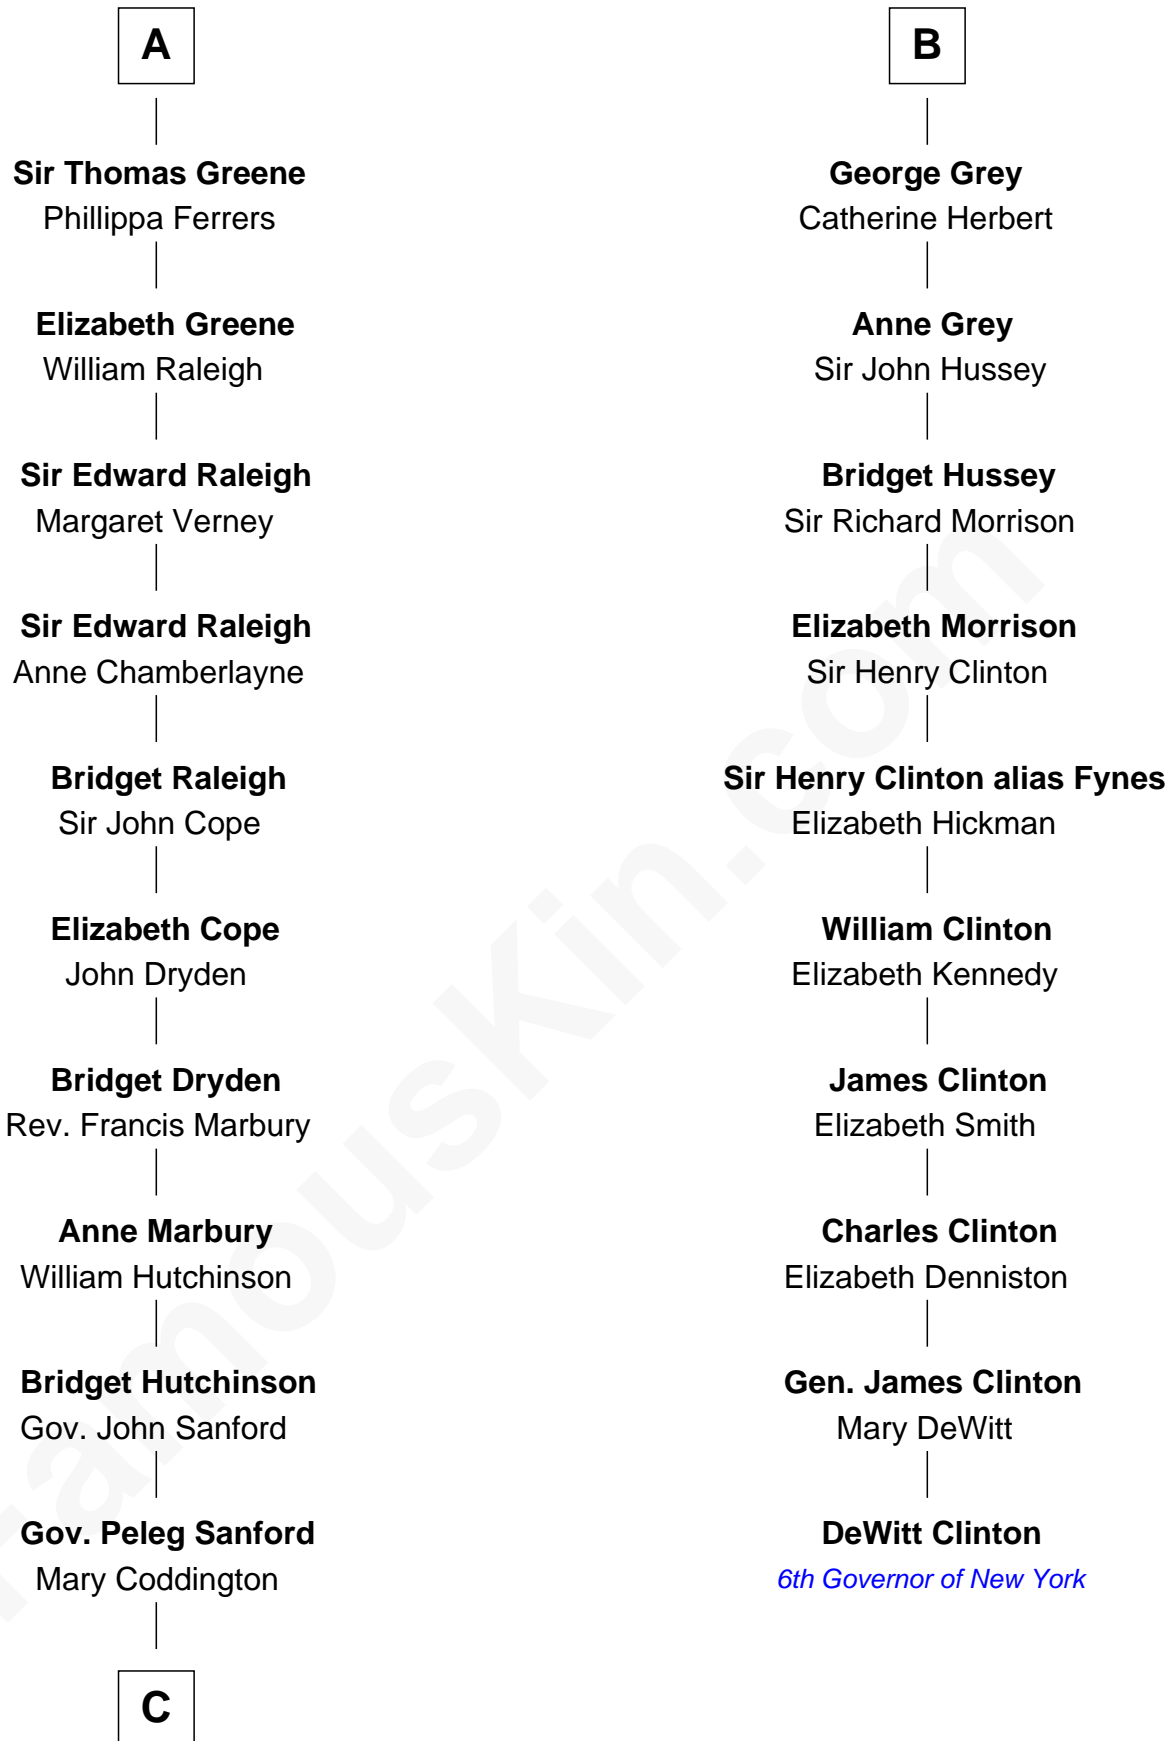 A
Sir Thomas Greene
Phillippa Ferrers
Elizabeth Greene
William Raleigh
Sir Edward Raleigh
Margaret Verney
Sir Edward Raleigh
Anne Chamberlayne
Bridget Raleigh
Sir John Cope
Elizabeth Cope
John Dryden
Bridget Dryden
Rev. Francis Marbury
Anne Marbury
William Hutchinson
Bridget Hutchinson
Gov. John Sanford
Gov. Peleg Sanford
Mary Coddington
C
B
George Grey
Catherine Herbert
Anne Grey
Sir John Hussey
Bridget Hussey
Sir Richard Morrison
Elizabeth Morrison
Sir Henry Clinton
Sir Henry Clinton alias Fynes
Elizabeth Hickman
William Clinton
Elizabeth Kennedy
James Clinton
Elizabeth Smith
Charles Clinton
Elizabeth Denniston
Gen. James Clinton
Mary DeWitt
DeWitt Clinton
6th Governor of New York
FamousKin.com